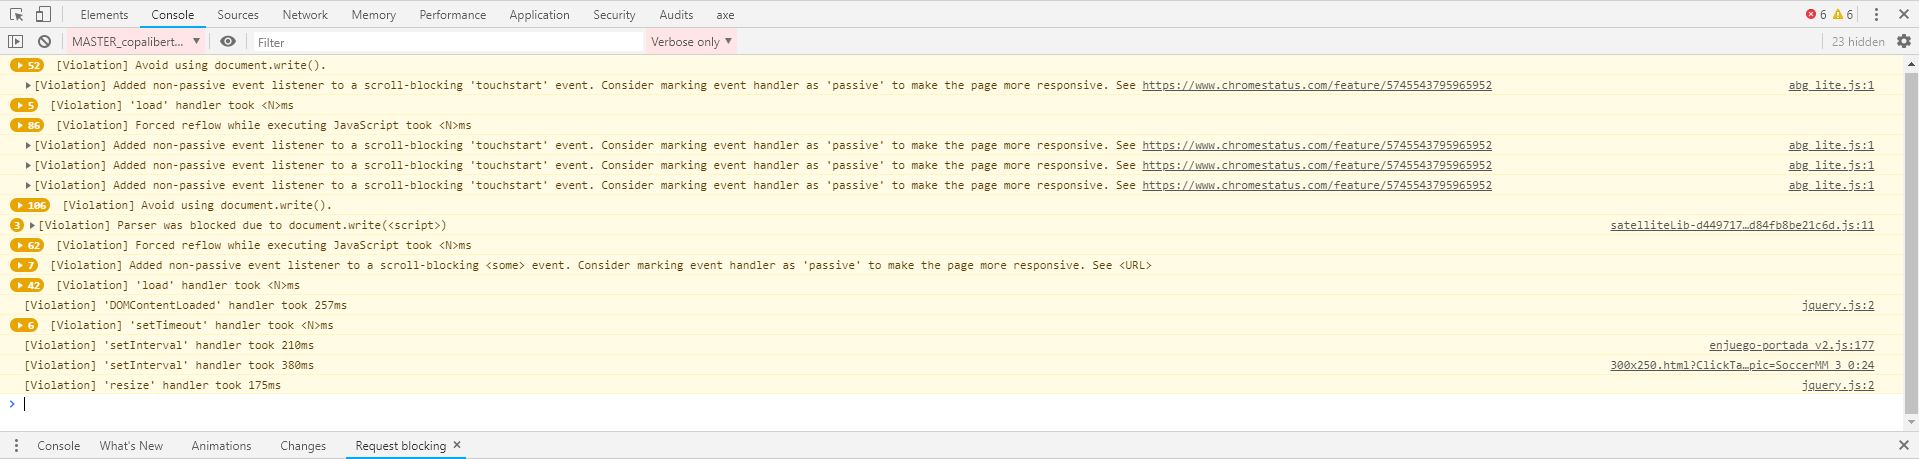 Elements Console Sources Network Memory Performance Application Security Audits axe 6 6
MASTER_copalibert... Filter Verbose only 23 hidden
52 [Violation] Avoid using document.write().
[Violation] Added non-passive event listener to a scroll-blocking 'touchstart' event. Consider marking event handler as 'passive' to make the page more responsive. See https://www.chromestatus.com/feature/5745543795965952 abg_lite.js:1
5 [Violation] 'load' handler took <N>ms
86 [Violation] Forced reflow while executing JavaScript took <N>ms
[Violation] Added non-passive event listener to a scroll-blocking 'touchstart' event. Consider marking event handler as 'passive' to make the page more responsive. See https://www.chromestatus.com/feature/5745543795965952 abg_lite.js:1
[Violation] Added non-passive event listener to a scroll-blocking 'touchstart' event. Consider marking event handler as 'passive' to make the page more responsive. See https://www.chromestatus.com/feature/5745543795965952 abg_lite.js:1
[Violation] Added non-passive event listener to a scroll-blocking 'touchstart' event. Consider marking event handler as 'passive' to make the page more responsive. See https://www.chromestatus.com/feature/5745543795965952 abg_lite.js:1
106 [Violation] Avoid using document.write().
3 [Violation] Parser was blocked due to document.write(<script>) satelliteLib-d449717…d84fb8be21c6d.js:11
62 [Violation] Forced reflow while executing JavaScript took <N>ms
7 [Violation] Added non-passive event listener to a scroll-blocking <some> event. Consider marking event handler as 'passive' to make the page more responsive. See <URL>
42 [Violation] 'load' handler took <N>ms
[Violation] 'DOMContentLoaded' handler took 257ms jquery.js:2
6 [Violation] 'setTimeout' handler took <N>ms
[Violation] 'setInterval' handler took 210ms enjuego-portada_v2.js:177
[Violation] 'setInterval' handler took 380ms 300x250.html?ClickTa…pic=SoccerMM_3_0:24
[Violation] 'resize' handler took 175ms jquery.js:2
Console What's New Animations Changes Request blocking